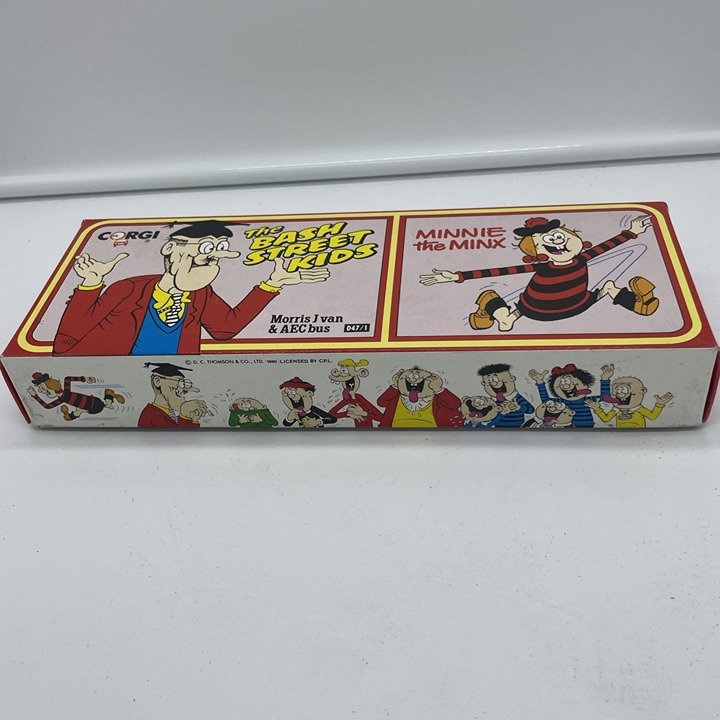 CORGI
The
BASH
STREET
KIDS
Morris J van
& AEC bus D47/1
MINNIE
the MINX
© D. C. THOMSON & CO., LTD. 1990 LICENSED BY C.P.L.